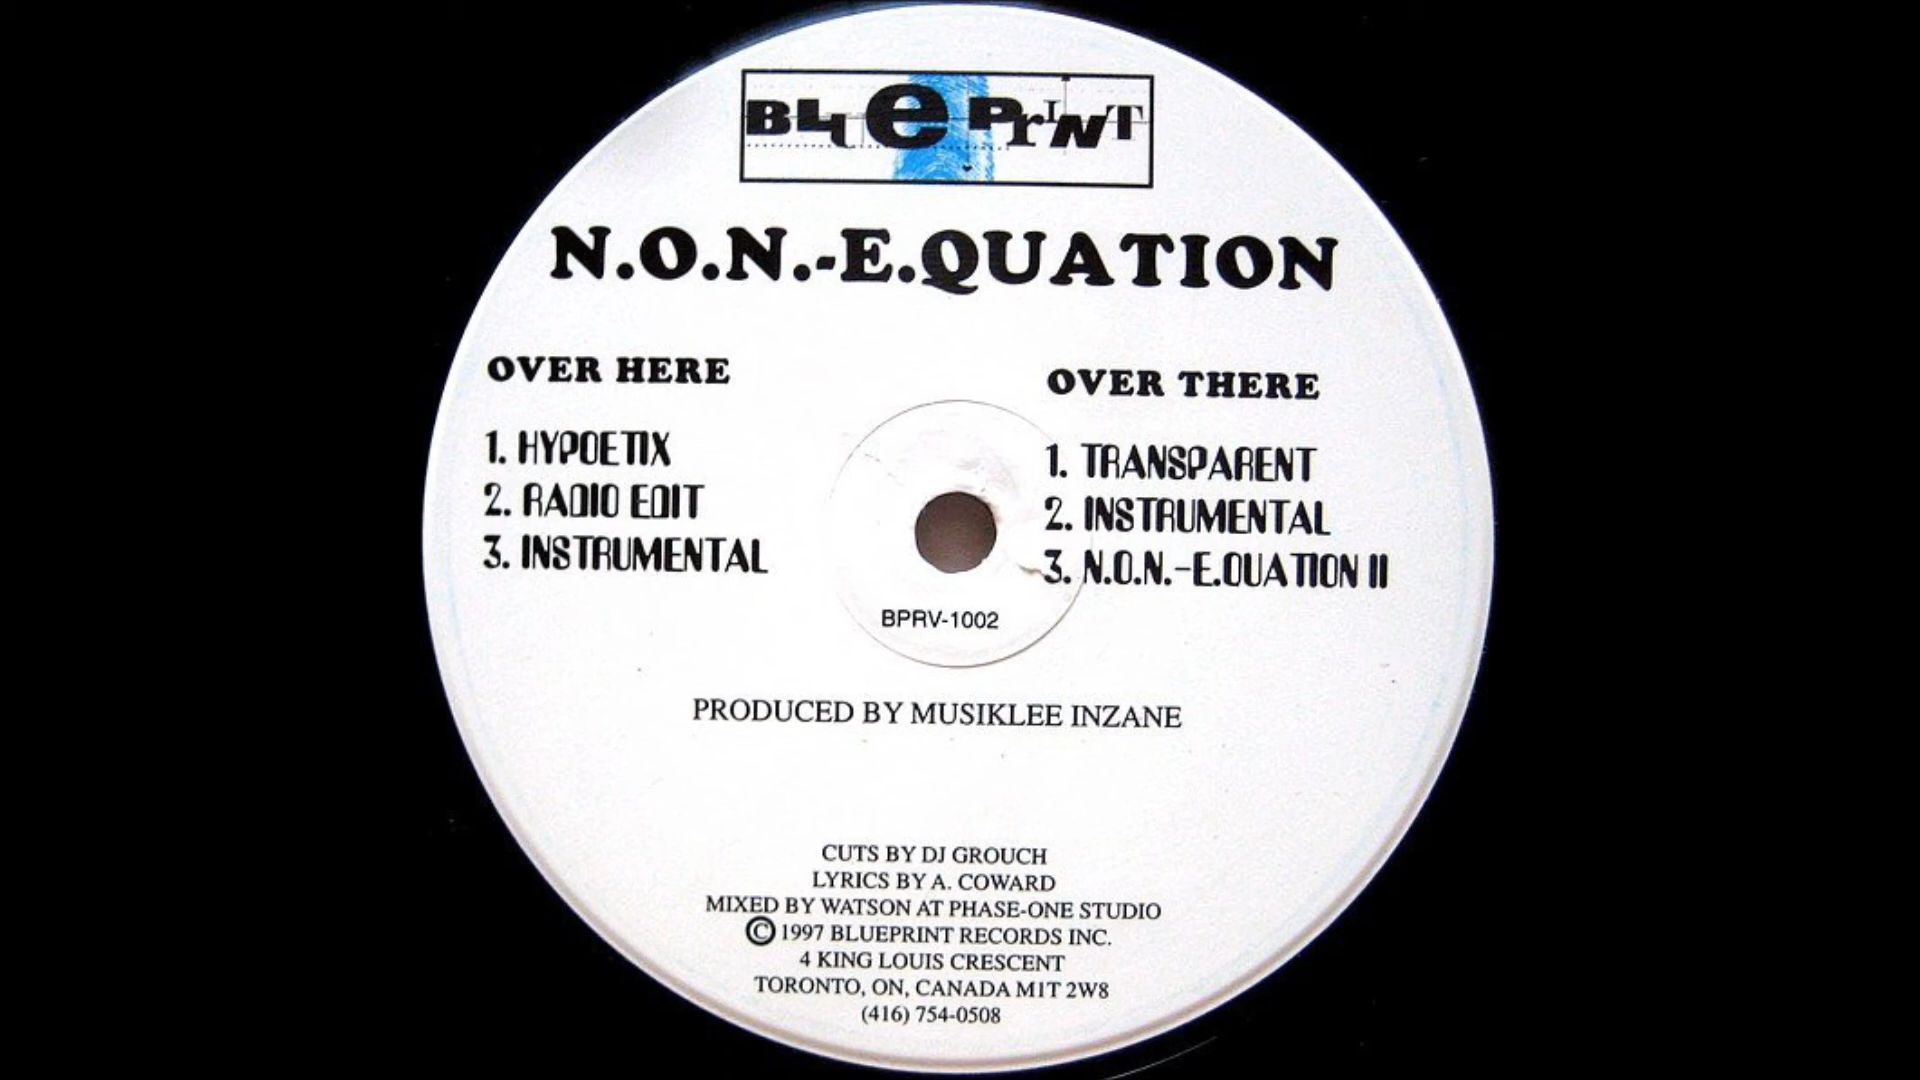 BLUEPRINT
N.O.N.-E.QUATION
OVER HERE
1. HYPOETIX
2. RADIO EDIT
3. INSTRUMENTAL
OVER THERE
1. TRANSPARENT
2. INSTRUMENTAL
3. N.O.N.-E.QUATION II
BPRV-1002
PRODUCED BY MUSIKLEE INZANE
CUTS BY DJ GROUCH
LYRICS BY A. COWARD
MIXED BY WATSON AT PHASE-ONE STUDIO
© 1997 BLUEPRINT RECORDS INC.
4 KING LOUIS CRESCENT
TORONTO, ON, CANADA M1T 2W8
(416) 754-0508